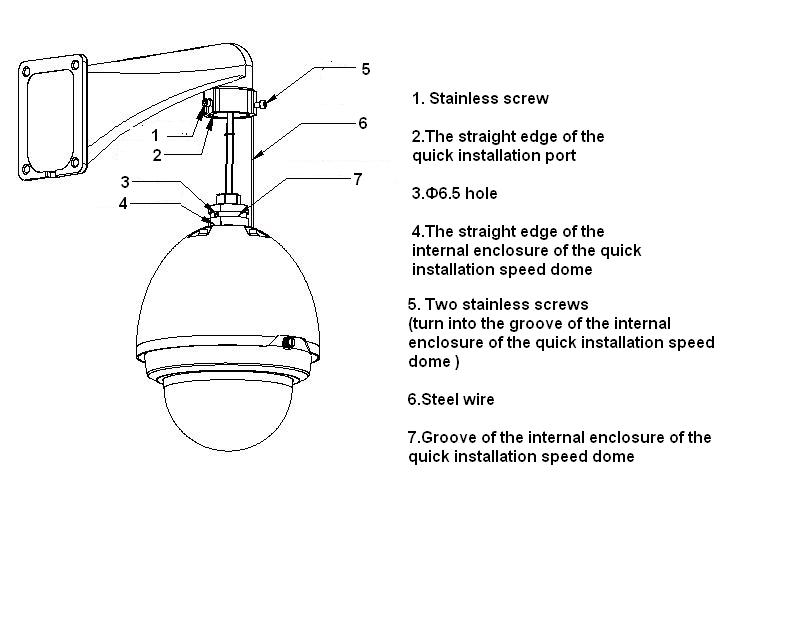 5
1. Stainless screw
6
1
2.The straight edge of the
quick installation port
2
3
7
3.Φ6.5 hole
4
4.The straight edge of the
internal enclosure of the quick
installation speed dome
5. Two stainless screws
(turn into the groove of the internal
enclosure of the quick installation speed
dome )
6.Steel wire
7.Groove of the internal enclosure of the
quick installation speed dome